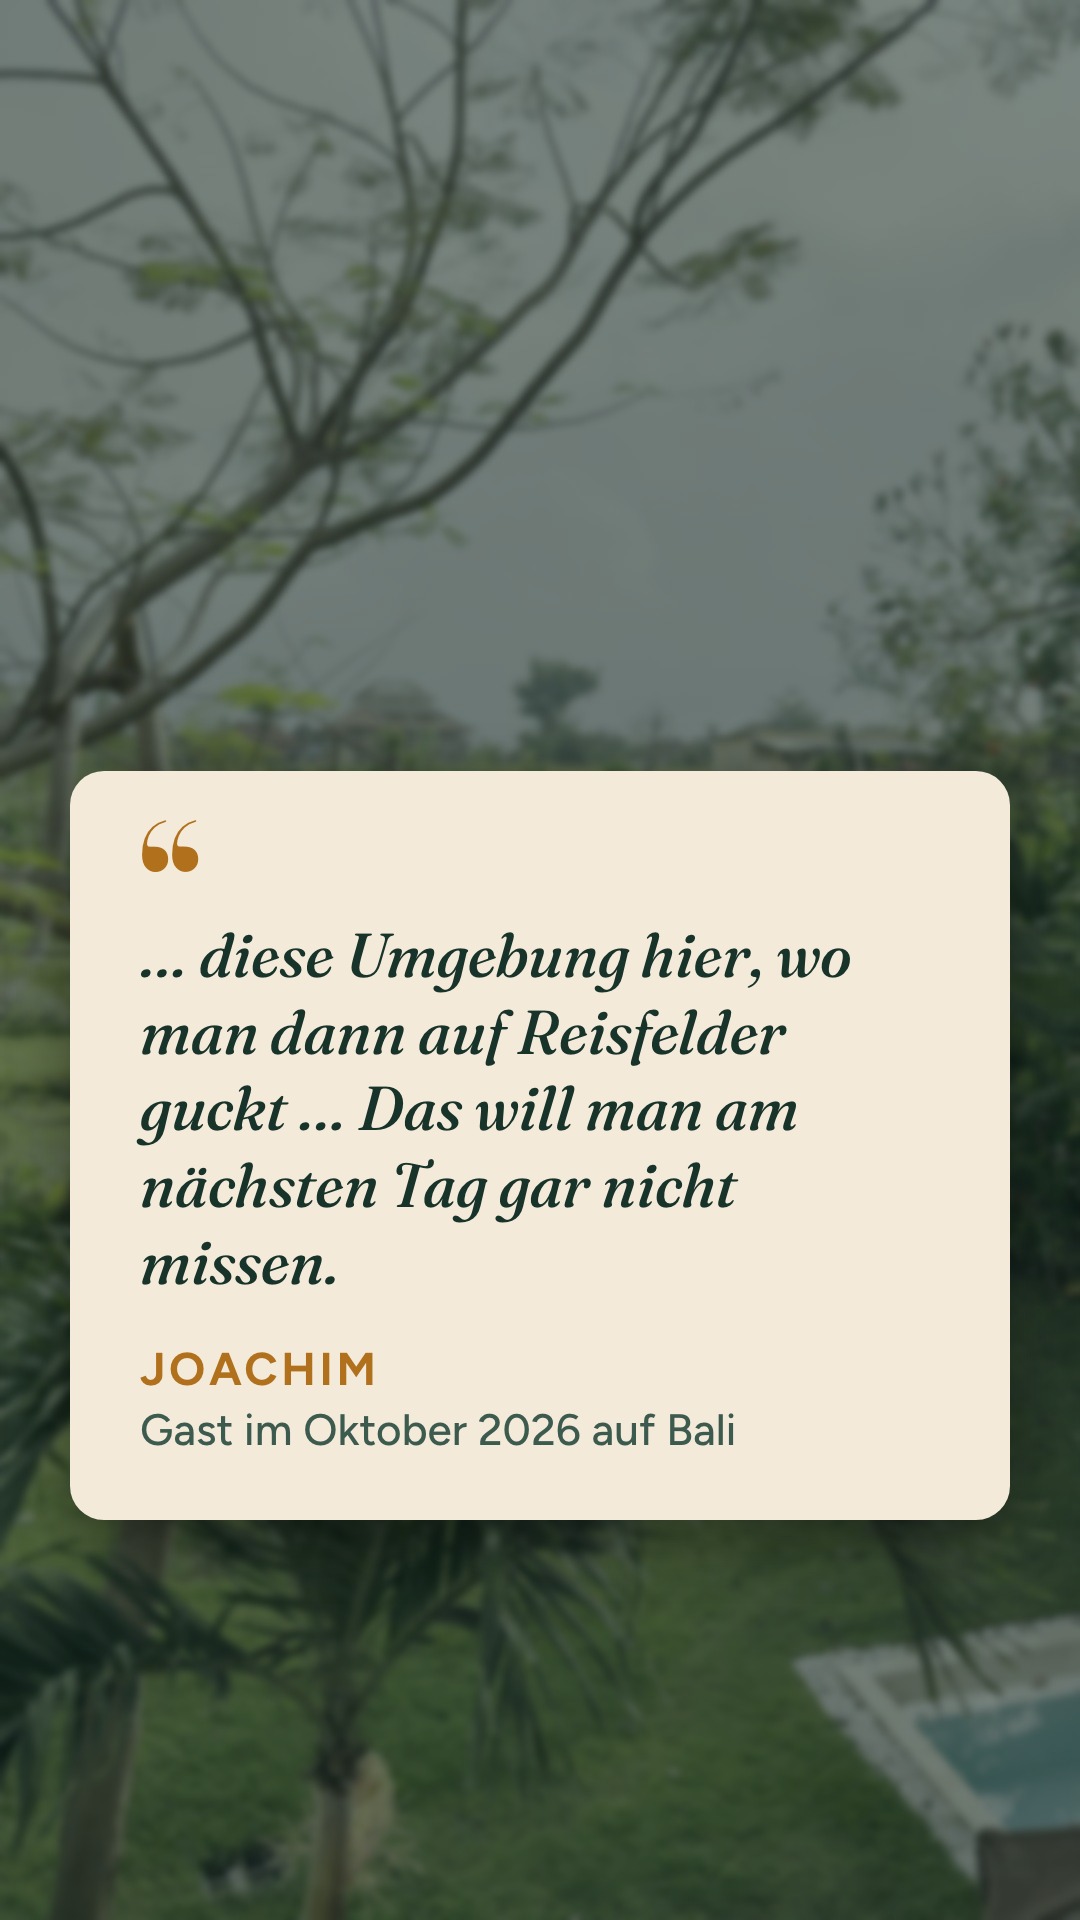 “
... diese Umgebung hier, wo
man dann auf Reisfelder
guckt ... Das will man am
nächsten Tag gar nicht
missen.
JOACHIM
Gast im Oktober 2026 auf Bali